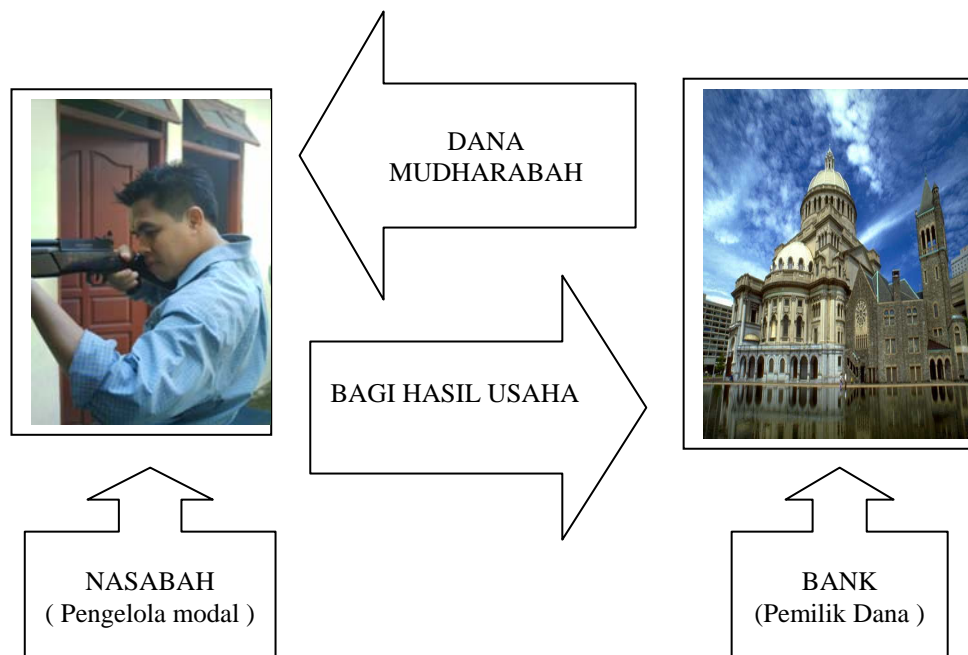 DANA
MUDHARABAH
BAGI HASIL USAHA
NASABAH
( Pengelola modal )
BANK
(Pemilik Dana )